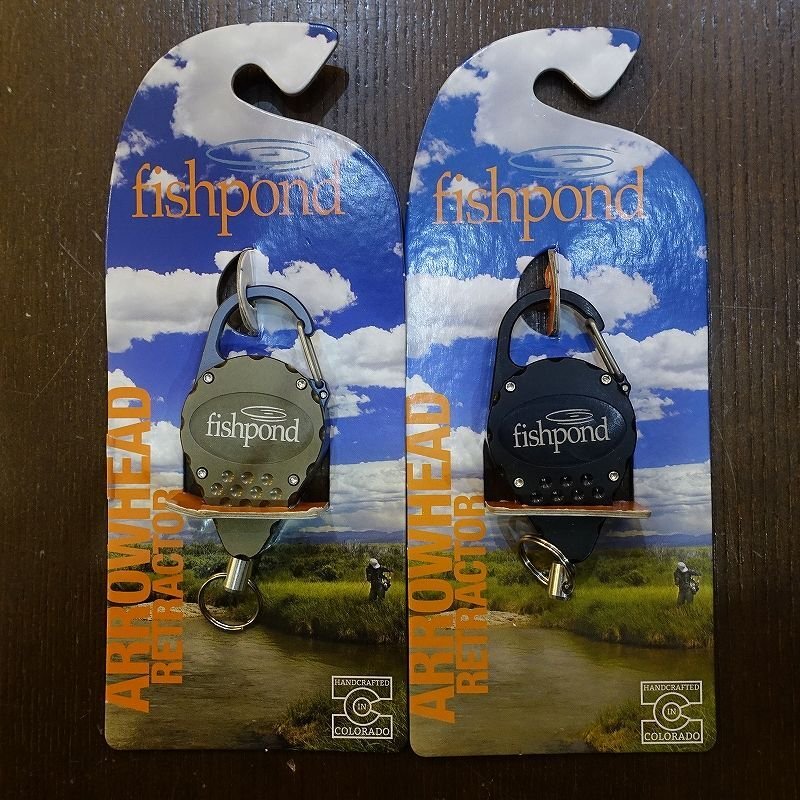 fishpond
fishpond
ARROWHEAD
RETRACTOR
HANDCRAFTED
IN
C
COLORADO
fishpond
fishpond
ARROWHEAD
RETRACTOR
HANDCRAFTED
IN
C
COLORADO